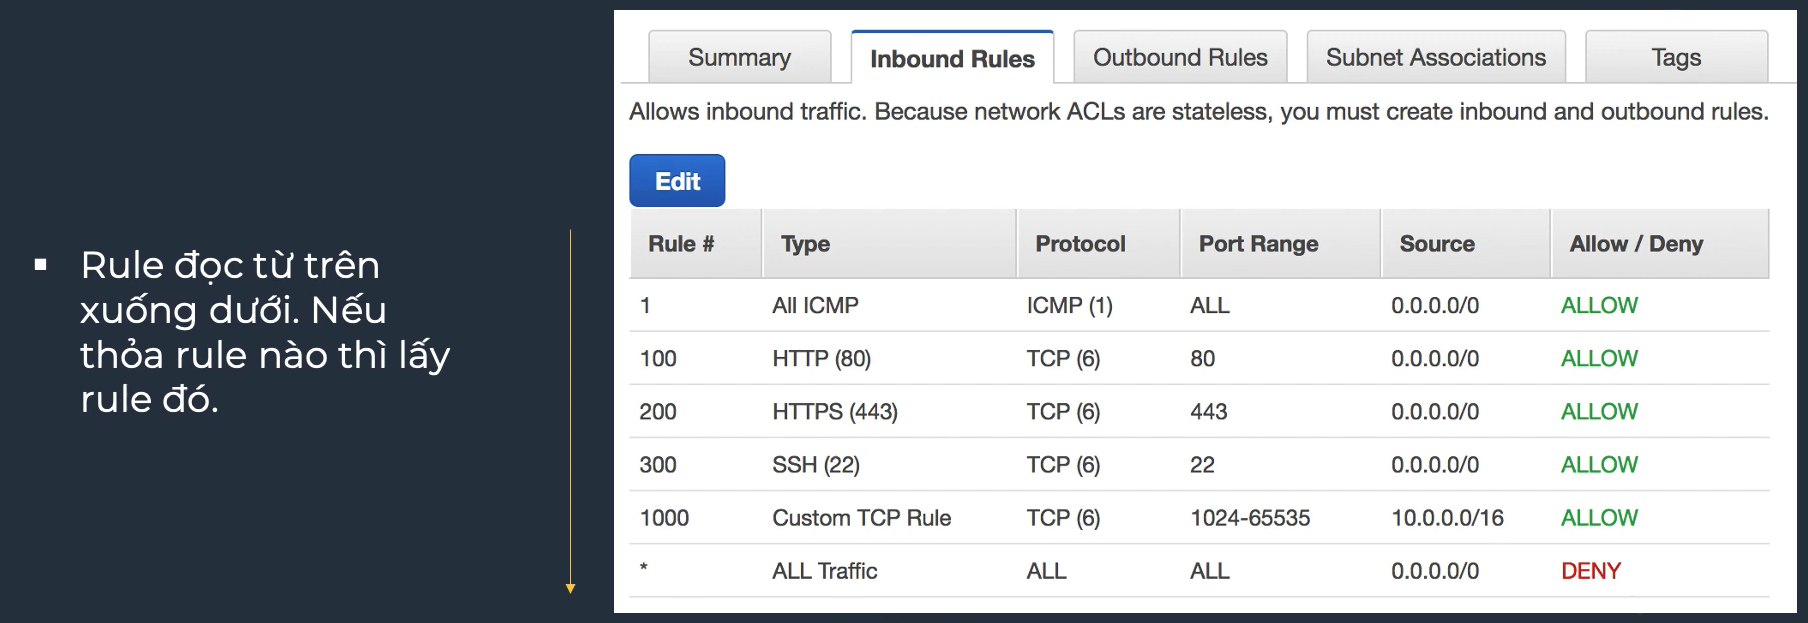 ▪ Rule đọc từ trên
xuống dưới. Nếu
thỏa rule nào thì lấy
rule đó.
Summary Inbound Rules Outbound Rules Subnet Associations Tags
Allows inbound traffic. Because network ACLs are stateless, you must create inbound and outbound rules.
Edit
Rule # Type Protocol Port Range Source Allow / Deny
1 All ICMP ICMP (1) ALL 0.0.0.0/0 ALLOW
100 HTTP (80) TCP (6) 80 0.0.0.0/0 ALLOW
200 HTTPS (443) TCP (6) 443 0.0.0.0/0 ALLOW
300 SSH (22) TCP (6) 22 0.0.0.0/0 ALLOW
1000 Custom TCP Rule TCP (6) 1024-65535 10.0.0.0/16 ALLOW
* ALL Traffic ALL ALL 0.0.0.0/0 DENY